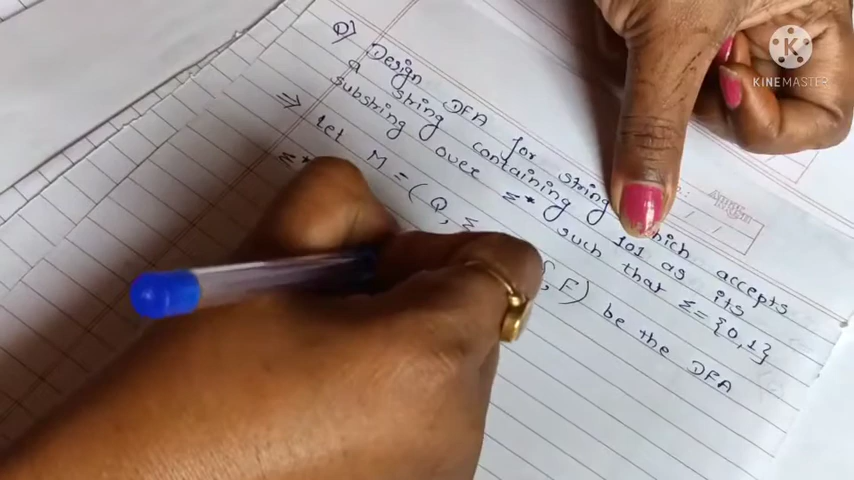 Q> Design DFA for string which accepts
a string containing 101 as its
substring over Σ* such that Σ={0,1}
⇒ Let M = (Q, Σ F) be the DFA
KINEMASTER